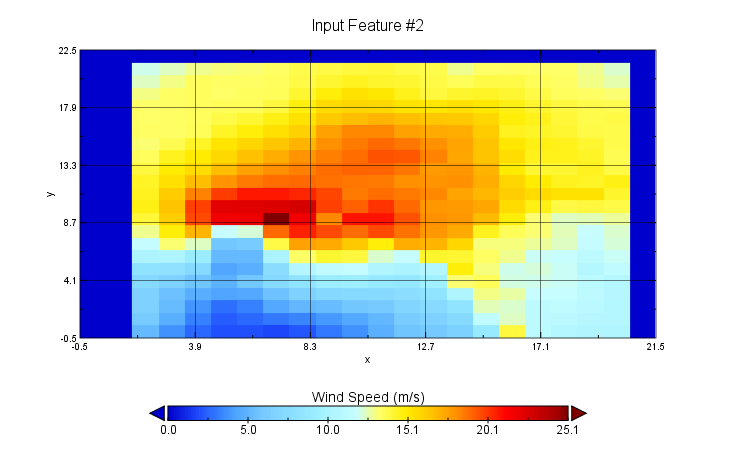 Input Feature #2
22.5
17.9
13.3
8.7
4.1
-0.5
y
-0.5 3.9 8.3 12.7 17.1 21.5
x
Wind Speed (m/s)
0.0 5.0 10.0 15.1 20.1 25.1